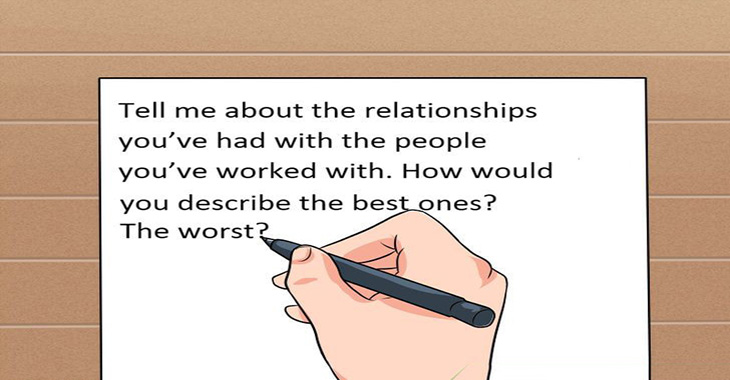 Tell me about the relationships
you’ve had with the people
you’ve worked with. How would
you describe the best ones?
The worst?